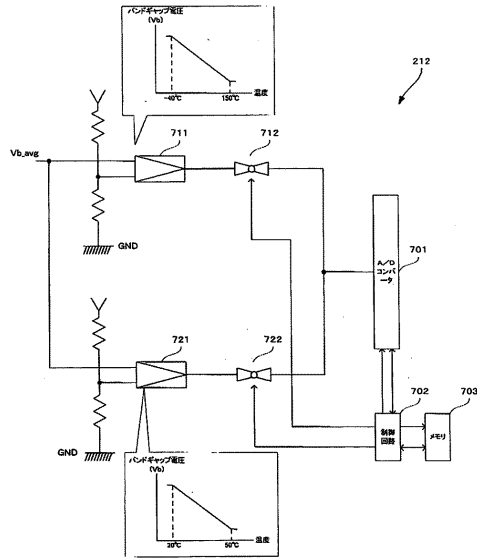 バンドギャップ電圧
(Vb)
-40℃
150℃
温度
212
711
712
Vb_avg
GND
701
A/D
コンバ
ータ
721
722
702
703
制御
回路
メモリ
GND
バンドギャップ電圧
(Vb)
20℃
50℃
温度